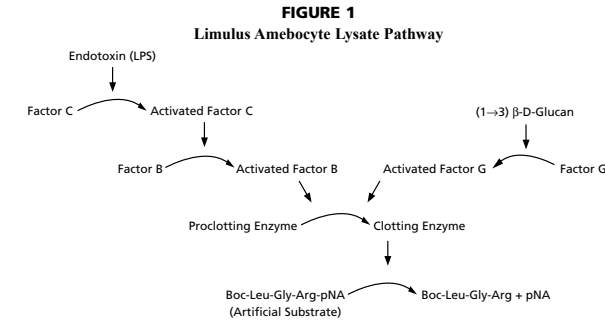 FIGURE 1
Limulus Amebocyte Lysate Pathway
Endotoxin (LPS)
Factor C
Activated Factor C
(1→3) β-D-Glucan
Factor B
Activated Factor B
Activated Factor G
Factor G
Proclotting Enzyme
Clotting Enzyme
Boc-Leu-Gly-Arg-pNA
(Artificial Substrate)
Boc-Leu-Gly-Arg + pNA